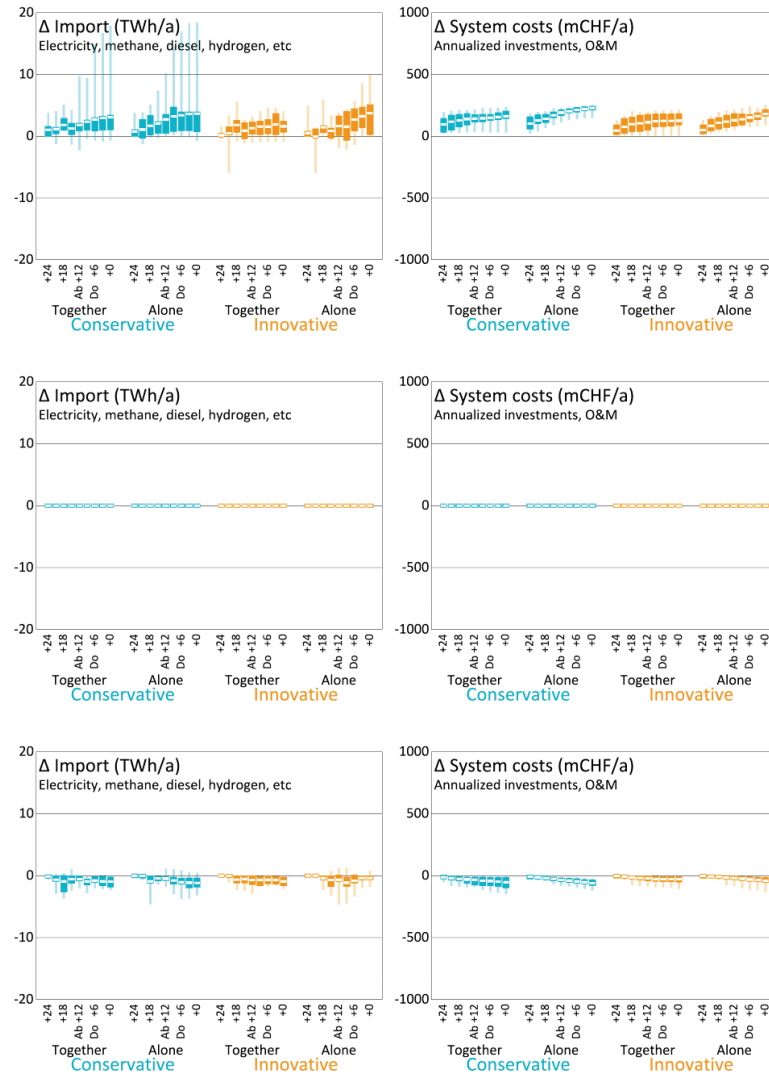 Δ Import (TWh/a)
Electricity, methane, diesel, hydrogen, etc
20
10
0
-10
-20
+24
+18
Ab +12
Do +6
+0
+24
+18
Ab +12
Do +6
+0
+24
+18
Ab +12
Do +6
+0
+24
+18
Ab +12
Do +6
+0
Together
Alone
Together
Alone
Conservative
Innovative
Δ System costs (mCHF/a)
Annualized investments, O&M
1000
500
0
-500
-1000
+24
+18
Ab +12
Do +6
+0
+24
+18
Ab +12
Do +6
+0
+24
+18
Ab +12
Do +6
+0
+24
+18
Ab +12
Do +6
+0
Together
Alone
Together
Alone
Conservative
Innovative
Δ Import (TWh/a)
Electricity, methane, diesel, hydrogen, etc
20
10
0
-10
-20
+24
+18
Ab +12
Do +6
+0
+24
+18
Ab +12
Do +6
+0
+24
+18
Ab +12
Do +6
+0
+24
+18
Ab +12
Do +6
+0
Together
Alone
Together
Alone
Conservative
Innovative
Δ System costs (mCHF/a)
Annualized investments, O&M
1000
500
0
-500
-1000
+24
+18
Ab +12
Do +6
+0
+24
+18
Ab +12
Do +6
+0
+24
+18
Ab +12
Do +6
+0
+24
+18
Ab +12
Do +6
+0
Together
Alone
Together
Alone
Conservative
Innovative
Δ Import (TWh/a)
Electricity, methane, diesel, hydrogen, etc
20
10
0
-10
-20
+24
+18
Ab +12
Do +6
+0
+24
+18
Ab +12
Do +6
+0
+24
+18
Ab +12
Do +6
+0
+24
+18
Ab +12
Do +6
+0
Together
Alone
Together
Alone
Conservative
Innovative
Δ System costs (mCHF/a)
Annualized investments, O&M
1000
500
0
-500
-1000
+24
+18
Ab +12
Do +6
+0
+24
+18
Ab +12
Do +6
+0
+24
+18
Ab +12
Do +6
+0
+24
+18
Ab +12
Do +6
+0
Together
Alone
Together
Alone
Conservative
Innovative